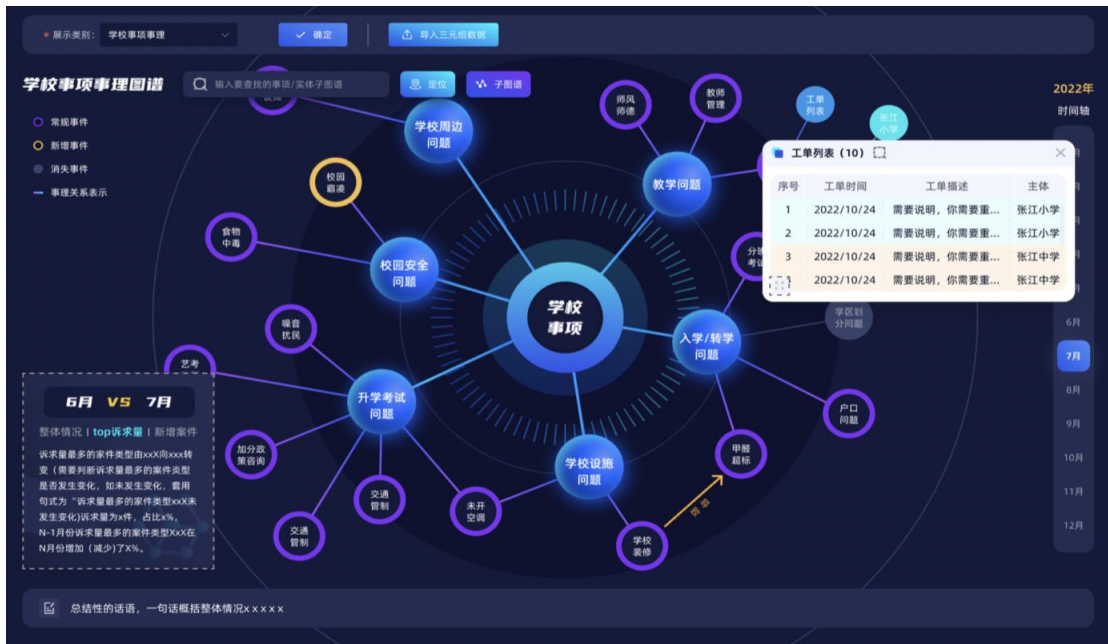 * 展示类别: 学校事项事理
确定
导入三元组数据
学校事项事理图谱
输入要查找的事项/实体子图谱
定位
子图谱
常规事件
新增事件
消失事件
事理关系表示
2022年
时间轴
6月
7月
8月
9月
10月
11月
12月
学校周边
问题
师风
师德
教师
管理
工单
列表
张江
小学
校园
霸凌
教学问题
食物
中毒
校园安全
问题
学校
事项
工单列表(10)
序号 工单时间 工单描述 主体
1 2022/10/24 需要说明,你需要重... 张江小学
2 2022/10/24 需要说明,你需要重... 张江小学
3 2022/10/24 需要说明,你需要重... 张江中学
2022/10/24 需要说明,你需要重... 张江中学
学区划
分问题
噪音
扰民
入学/转学
问题
艺考
升学考试
问题
户口
问题
加分政
策咨询
甲醛
超标
学校设施
问题
交通
管制
未开
空调
交通
管制
导致
学校
装修
6月 VS 7月
整体情况 | top诉求量 | 新增案件
诉求量最多的家件类型由xxX向xxx转
变(需要判断诉求量最多的案件类型
是否发生变化,如未发生变化,套用
句式为“诉求量最多的家件类型xxX未
发生变化)诉求量为x件,占比x%。
N-1月份诉求量最多的案件类型XxX在
N月份增加(减少)了X%。
总结性的话语,一句话概括整体情况xxxxx